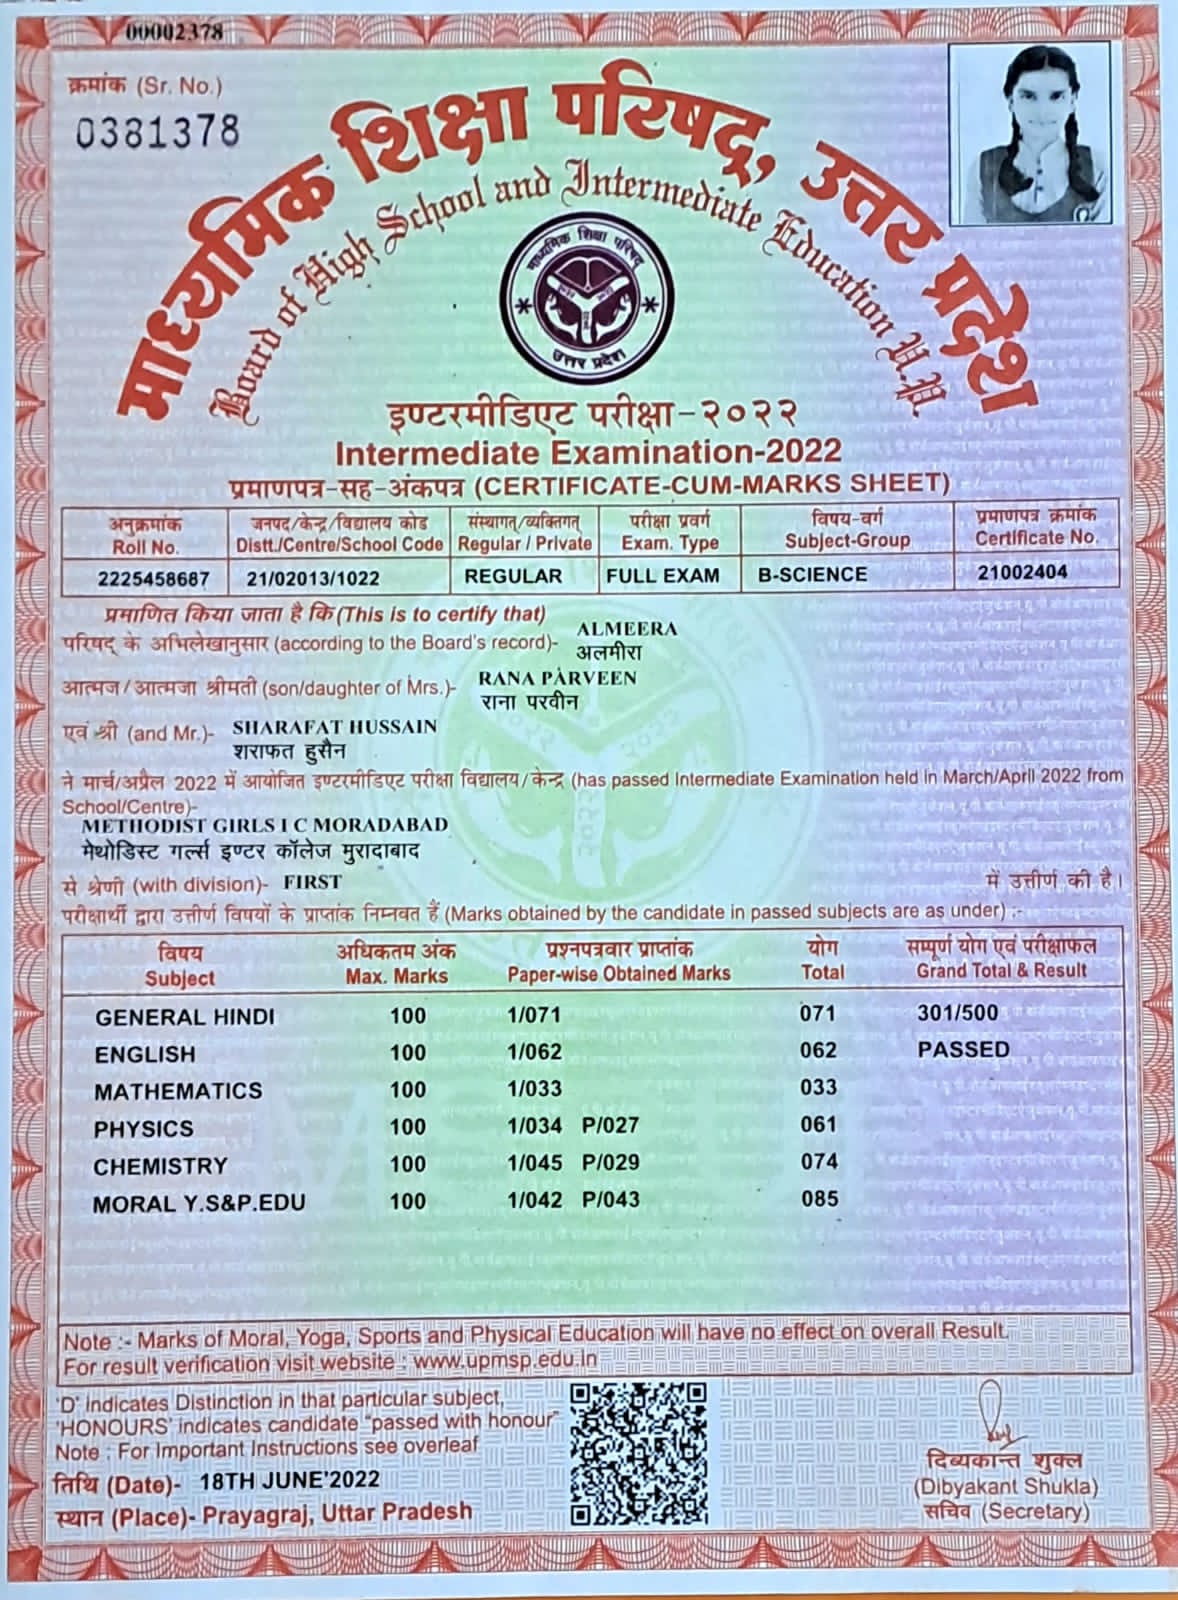 00002378
क्रमांक (Sr. No.)
0381378
माध्यमिक शिक्षा परिषद्, उत्तर प्रदेश
Board of High School and Intermediate Education U.P.
माध्यमिक शिक्षा परिषद्
उत्तर प्रदेश
इण्टरमीडिएट परीक्षा-२०२२
Intermediate Examination-2022
प्रमाणपत्र-सह-अंकपत्र (CERTIFICATE-CUM-MARKS SHEET)
अनुक्रमांक जनपद/केन्द्र/विद्यालय कोड संस्थागत/व्यक्तिगत परीक्षा प्रवर्ग विषय-वर्ग प्रमाणपत्र क्रमांक
Roll No. Distt./Centre/School Code Regular / Private Exam. Type Subject-Group Certificate No.
2225458687 21/02013/1022 REGULAR FULL EXAM B-SCIENCE 21002404
प्रमाणित किया जाता है कि (This is to certify that)
परिषद् के अभिलेखानुसार (according to the Board's record)- ALMEERA
अलमीरा
आत्मज/आत्मजा श्रीमती (son/daughter of Mrs.)- RANA PARVEEN
राना परवीन
एवं श्री (and Mr.)- SHARAFAT HUSSAIN
शराफत हुसैन
ने मार्च/अप्रैल 2022 में आयोजित इण्टरमीडिएट परीक्षा विद्यालय/केन्द्र (has passed Intermediate Examination held in March/April 2022 from
School/Centre)-
METHODIST GIRLS I C MORADABAD
मेथोडिस्ट गर्ल्स इण्टर कॉलेज मुरादाबाद
से श्रेणी (with division)- FIRST में उत्तीर्ण की है।
परीक्षार्थी द्वारा उत्तीर्ण विषयों के प्राप्तांक निम्नवत हैं (Marks obtained by the candidate in passed subjects are as under) :-
विषय अधिकतम अंक प्रश्नपत्रवार प्राप्तांक योग सम्पूर्ण योग एवं परीक्षाफल
Subject Max. Marks Paper-wise Obtained Marks Total Grand Total & Result
GENERAL HINDI 100 1/071 071 301/500
ENGLISH 100 1/062 062 PASSED
MATHEMATICS 100 1/033 033
PHYSICS 100 1/034 P/027 061
CHEMISTRY 100 1/045 P/029 074
MORAL Y.S&P.EDU 100 1/042 P/043 085
Note :- Marks of Moral, Yoga, Sports and Physical Education will have no effect on overall Result.
For result verification visit website : www.upmsp.edu.in
'D' indicates Distinction in that particular subject,
'HONOURS' indicates candidate "passed with honour"
Note : For Important Instructions see overleaf
तिथि (Date)- 18TH JUNE'2022
स्थान (Place)- Prayagraj, Uttar Pradesh
दिव्यकान्त शुक्ल
(Dibyakant Shukla)
सचिव (Secretary)